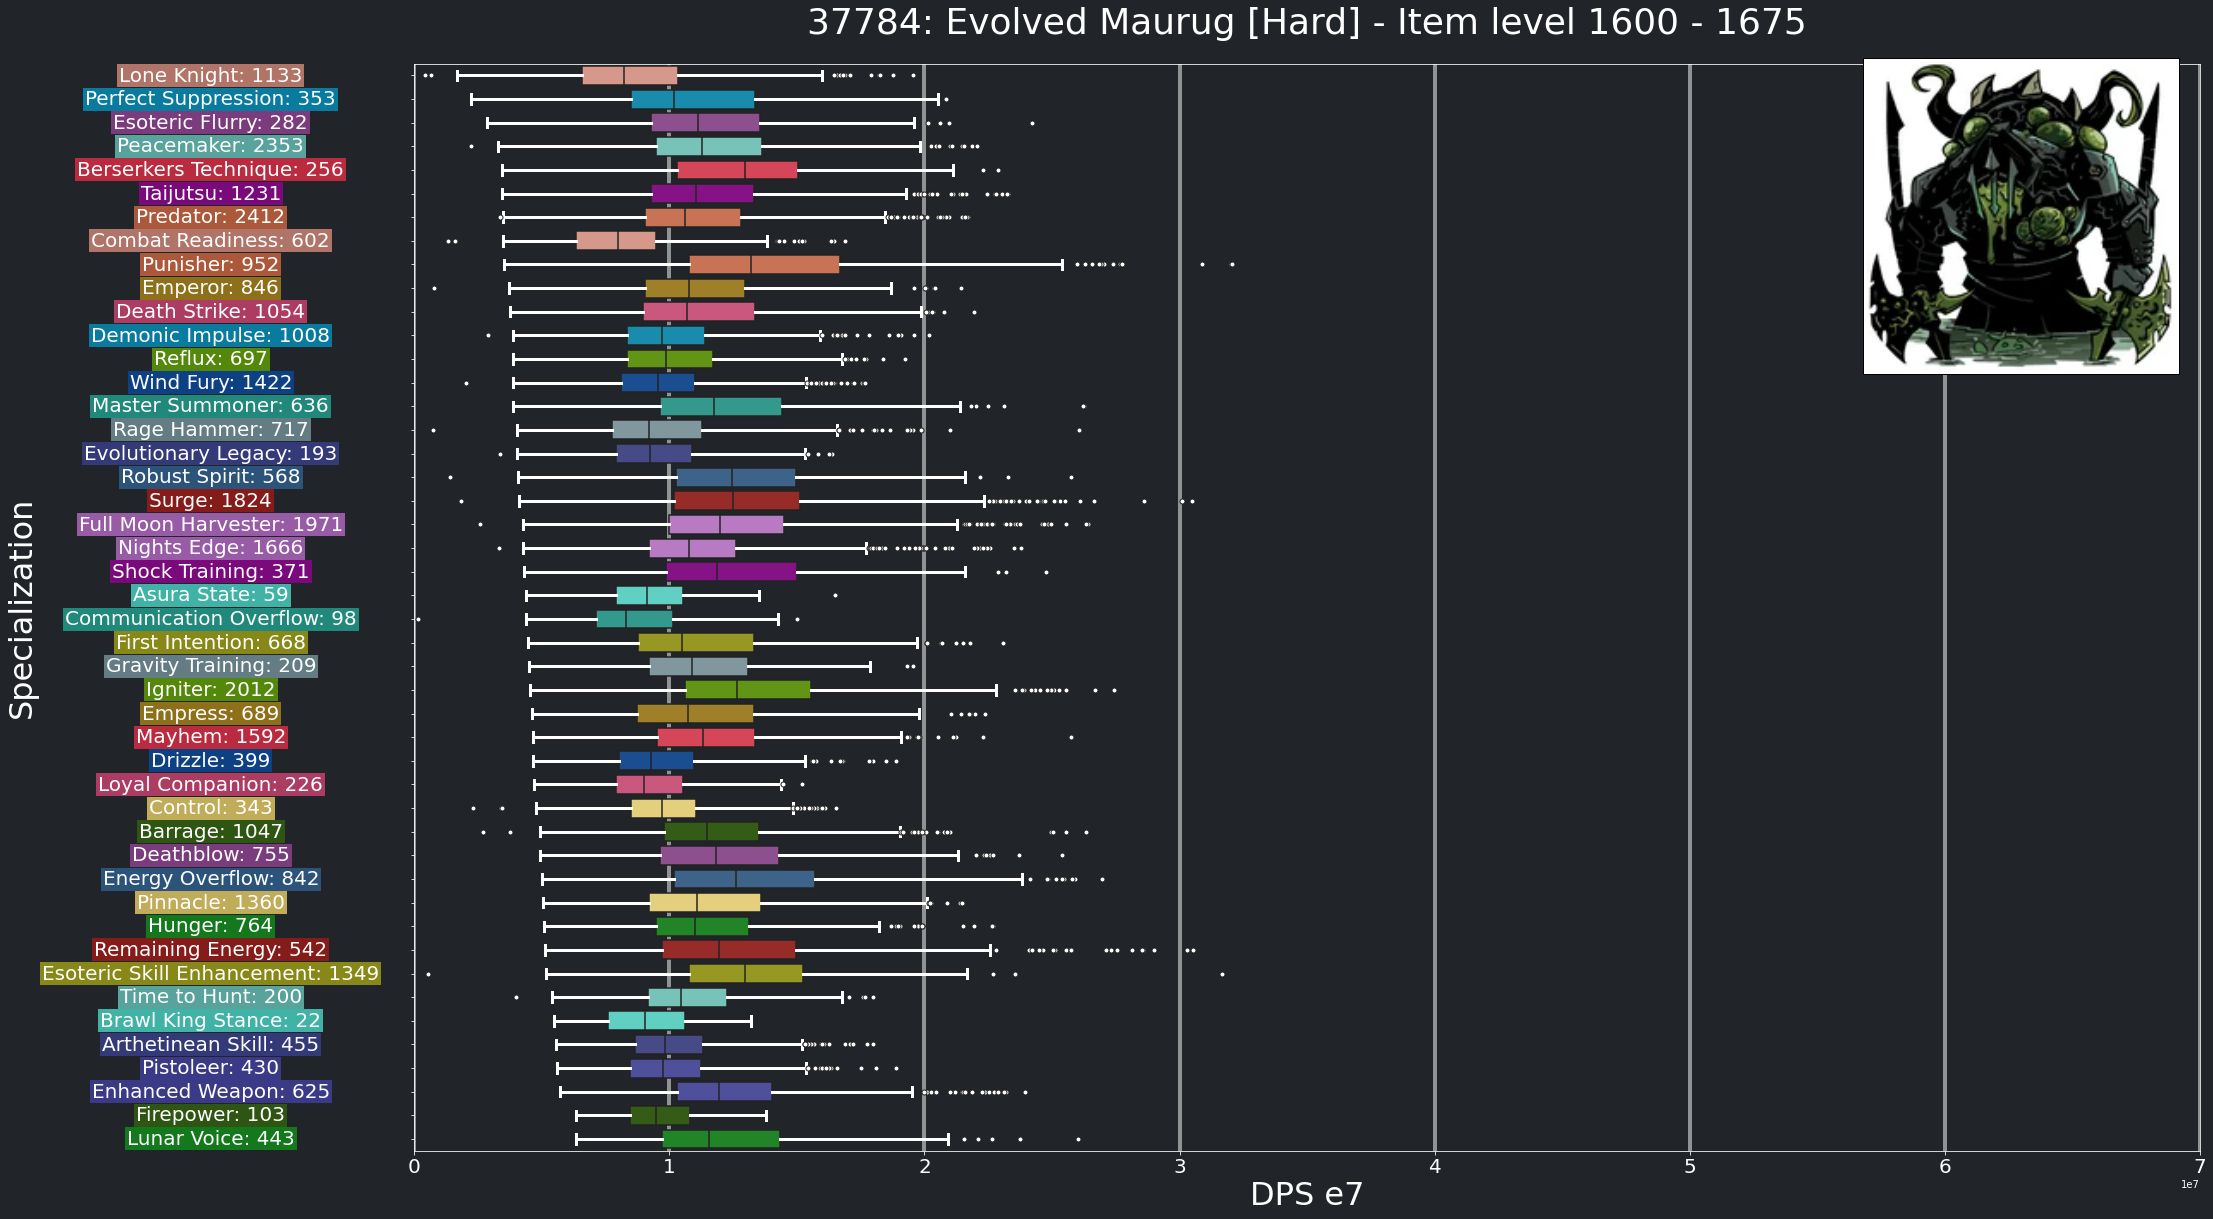 37784: Evolved Maurug [Hard] - Item level 1600 - 1675
Specialization
Lone Knight: 1133
Perfect Suppression: 353
Esoteric Flurry: 282
Peacemaker: 2353
Berserkers Technique: 256
Taijutsu: 1231
Predator: 2412
Combat Readiness: 602
Punisher: 952
Emperor: 846
Death Strike: 1054
Demonic Impulse: 1008
Reflux: 697
Wind Fury: 1422
Master Summoner: 636
Rage Hammer: 717
Evolutionary Legacy: 193
Robust Spirit: 568
Surge: 1824
Full Moon Harvester: 1971
Nights Edge: 1666
Shock Training: 371
Asura State: 59
Communication Overflow: 98
First Intention: 668
Gravity Training: 209
Igniter: 2012
Empress: 689
Mayhem: 1592
Drizzle: 399
Loyal Companion: 226
Control: 343
Barrage: 1047
Deathblow: 755
Energy Overflow: 842
Pinnacle: 1360
Hunger: 764
Remaining Energy: 542
Esoteric Skill Enhancement: 1349
Time to Hunt: 200
Brawl King Stance: 22
Arthetinean Skill: 455
Pistoleer: 430
Enhanced Weapon: 625
Firepower: 103
Lunar Voice: 443
0 1 2 3 4 5 6 7
1e7
DPS e7